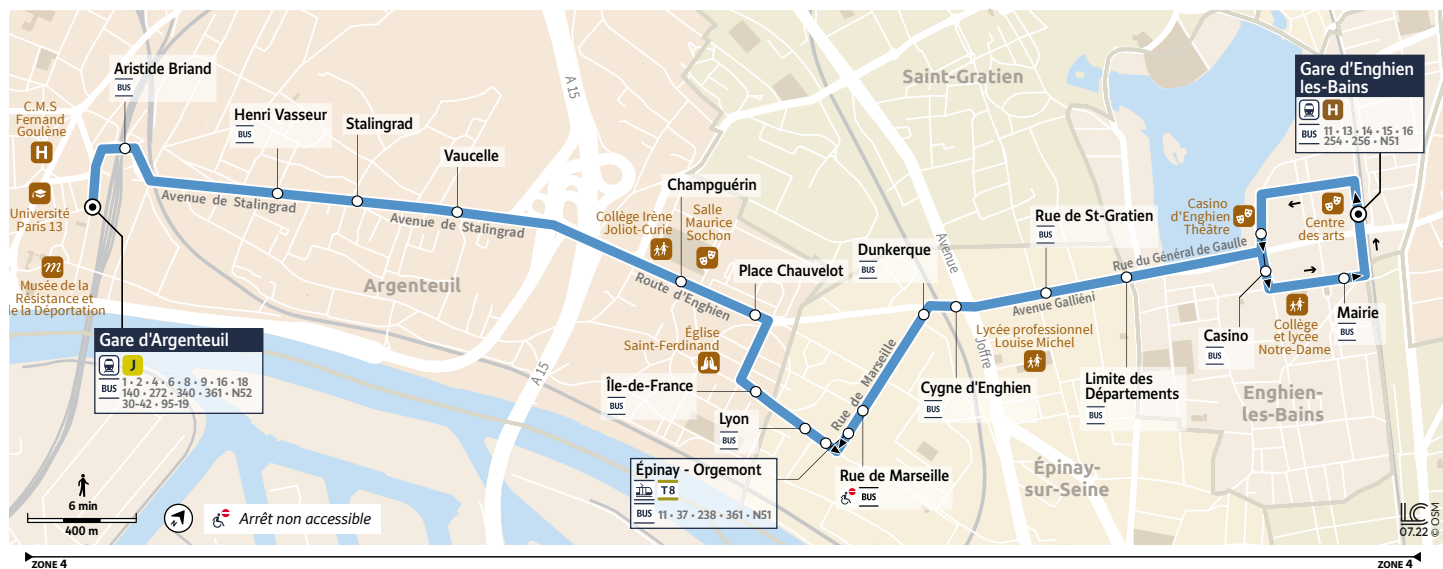 Aristide Briand
BUS
C.M.S
Fernand
Goulène
H
Université
Paris 13
m
Musée de la
Résistance et
de la Déportation
Henri Vasseur
BUS
Stalingrad
Vaucelle
Avenue de Stalingrad
Avenue de Stalingrad
A 15
Argenteuil
Gare d'Argenteuil
J
BUS
1 • 2 • 4 • 6 • 8 • 9 • 16 • 18
140 • 272 • 340 • 361 • N52
30-42 • 95-19
Champguérin
Collège Irène
Joliot-Curie
Salle
Maurice
Sochon
Place Chauvelot
Route d'Enghien
Église
Saint-Ferdinand
Île-de-France
BUS
Lyon
BUS
A 15
Épinay - Orgemont
T8
BUS
11 • 37 • 238 • 361 • N51
Rue de Marseille
Rue de Marseille
BUS
Dunkerque
BUS
Saint-Gratien
Avenue
Joffre
Cygne d'Enghien
BUS
Rue de St-Gratien
BUS
Avenue Galliéni
Lycée professionnel
Louise Michel
Limite des
Départements
BUS
Épinay-
sur-Seine
Rue du Général de Gaulle
Casino
d'Enghien
Théâtre
Centre
des arts
Gare d'Enghien
les-Bains
H
BUS
11 • 13 • 14 • 15 • 16
254 • 256 • N51
Casino
BUS
Collège
et lycée
Notre-Dame
Mairie
BUS
Enghien-
les-Bains
6 min
400 m
N
Arrêt non accessible
LC
07.22
© OSM
ZONE 4
ZONE 4